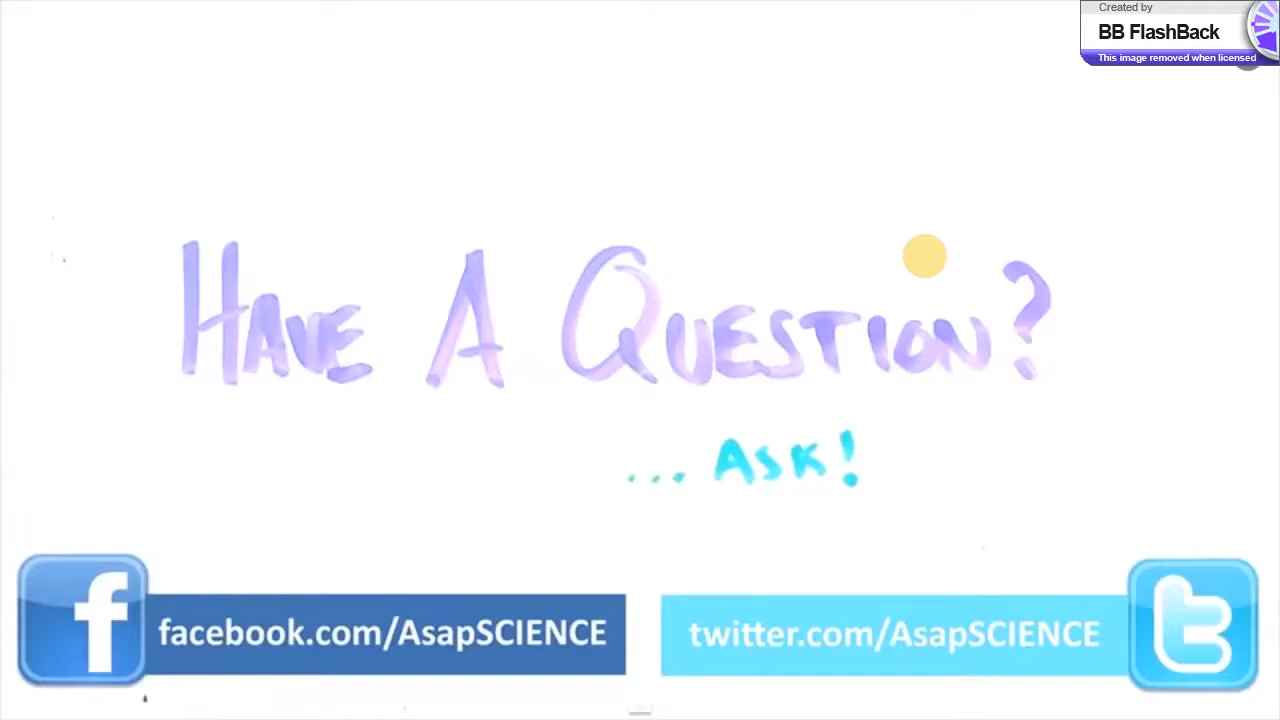 Created by
BB FlashBack
This image removed when licensed
HAVE A QUESTION?
... ASK!
facebook.com/AsapSCIENCE
twitter.com/AsapSCIENCE